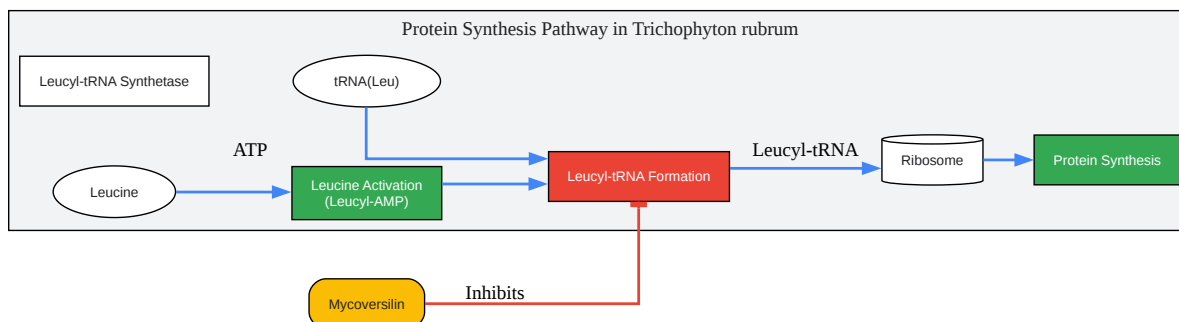 Protein Synthesis Pathway in Trichophyton rubrum
Leucyl-tRNA Synthetase
tRNA(Leu)
ATP
Leucyl-tRNA
Ribosome
Protein Synthesis
Leucine
Leucine Activation
(Leucyl-AMP)
Leucyl-tRNA Formation
Inhibits
Mycoversilin